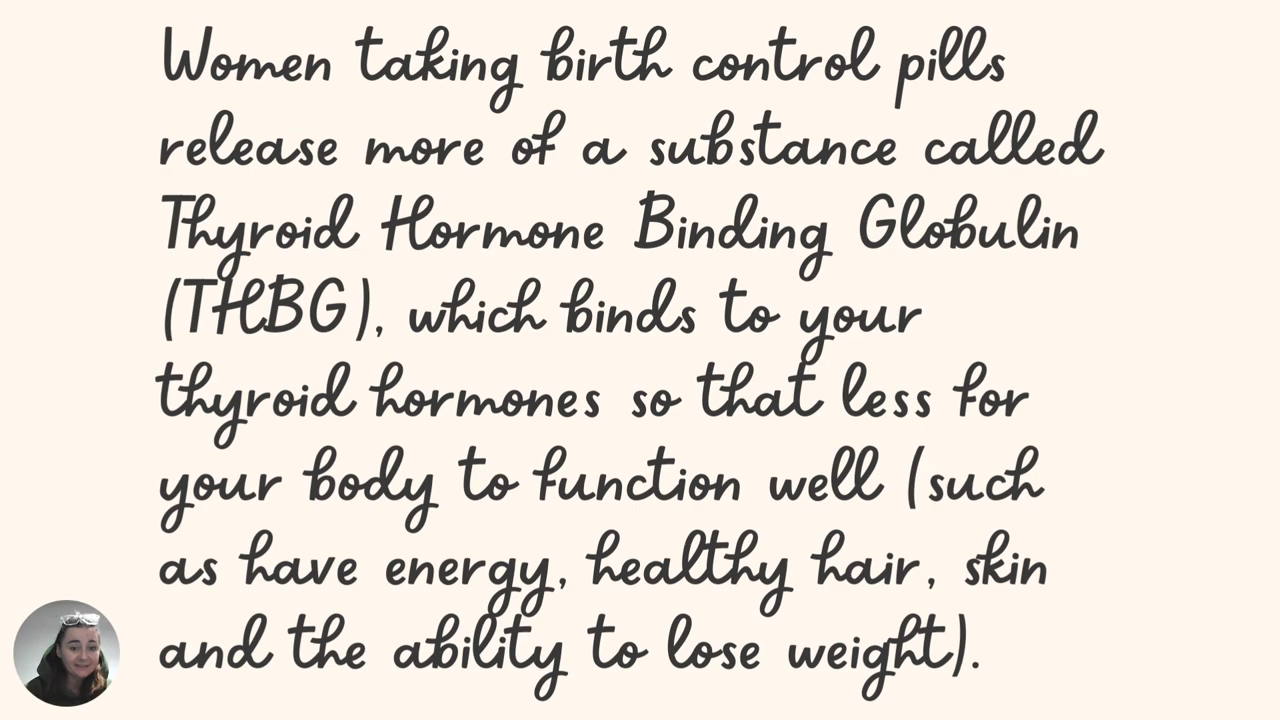 Women taking birth control pills
release more of a substance called
Thyroid Hormone Binding Globulin
(THBG), which binds to your
thyroid hormones so that less for
your body to function well (such
as have energy, healthy hair, skin
and the ability to lose weight).